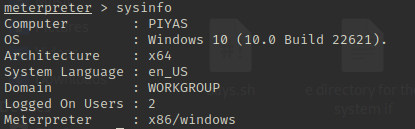 meterpreter > sysinfo
Computer        : PIYAS
OS              : Windows 10 (10.0 Build 22621).
Architecture    : x64
System Language : en_US
Domain          : WORKGROUP
Logged On Users : 2
Meterpreter     : x86/windows